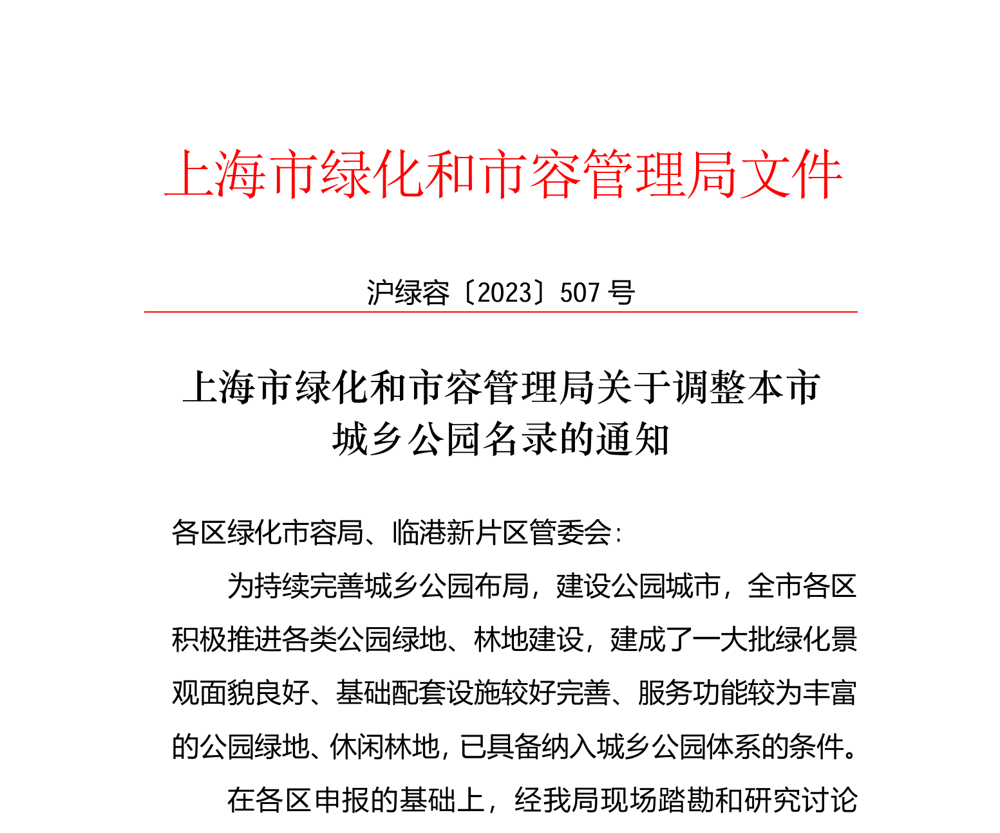 上海市绿化和市容管理局文件
沪绿容〔2023〕507 号
上海市绿化和市容管理局关于调整本市
城乡公园名录的通知
各区绿化市容局、临港新片区管委会：
为持续完善城乡公园布局，建设公园城市，全市各区
积极推进各类公园绿地、林地建设，建成了一大批绿化景
观面貌良好、基础配套设施较好完善、服务功能较为丰富
的公园绿地、休闲林地，已具备纳入城乡公园体系的条件。
在各区申报的基础上，经我局现场踏勘和研究讨论